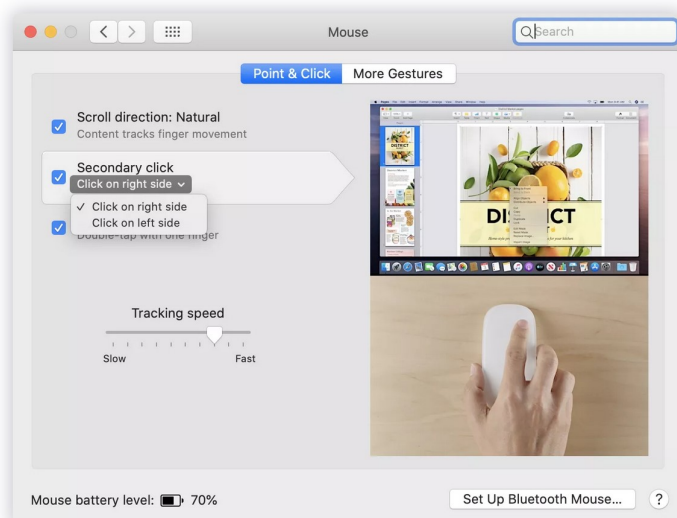 Mouse
Search
Point & Click
More Gestures
Scroll direction: Natural
Content tracks finger movement
Secondary click
Click on right side
✓ Click on right side
Click on left side
Double-tap with one finger
Tracking speed
Slow
Fast
DISTRICT
Mouse battery level: 70%
Set Up Bluetooth Mouse...
?